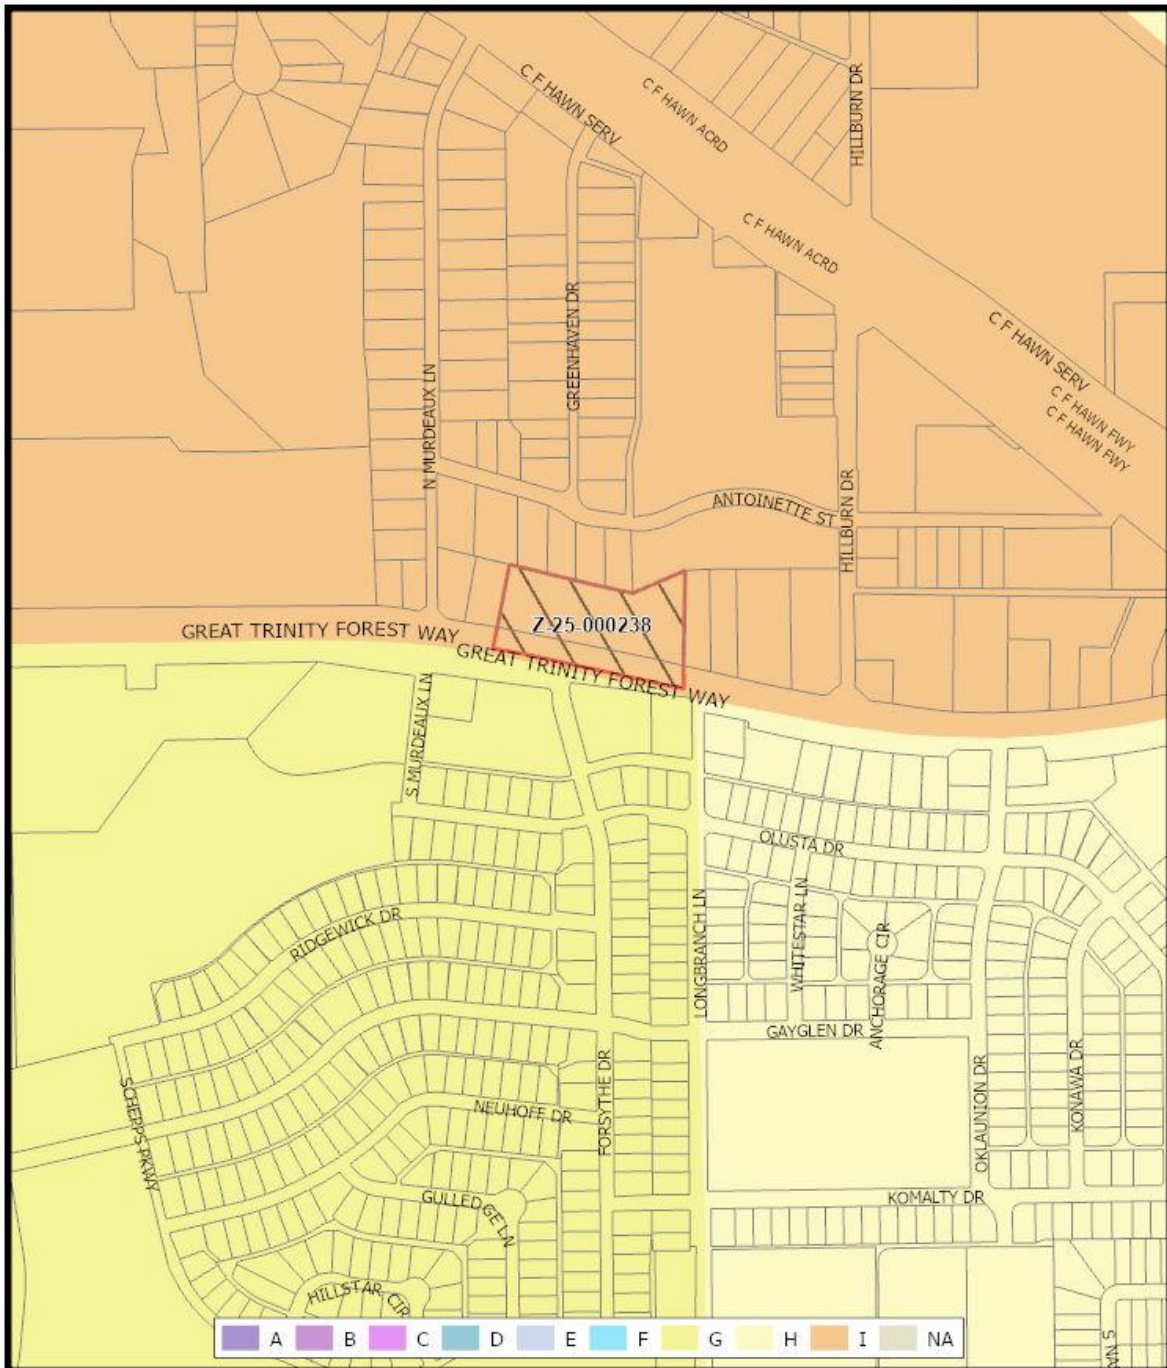 C F HAWN SERV
C F HAWN ACRD
HILLBURN DR
C F HAWN ACRD
C F HAWN SERV
C F HAWN FWY
C F HAWN FWY
GREENHAVEN DR
N MURDEAUX LN
ANTOINETTE ST
HILLBURN DR
Z-25-000238
GREAT TRINITY FOREST WAY
GREAT TRINITY FOREST WAY
S MURDEAUX LN
OLUSTA DR
RIDGEWICK DR
LONGBRANCH LN
WHITESTAR LN
ANCHORAGE CIR
GAYGLEN DR
SCHEPPS PKWY
NEUHOFF DR
FORSYTHE DR
OKLAUNION DR
KONAWA DR
GULLEDGE LN
KOMALTY DR
HILLSTAR CIR
S NA
A B C D E F G H I NA